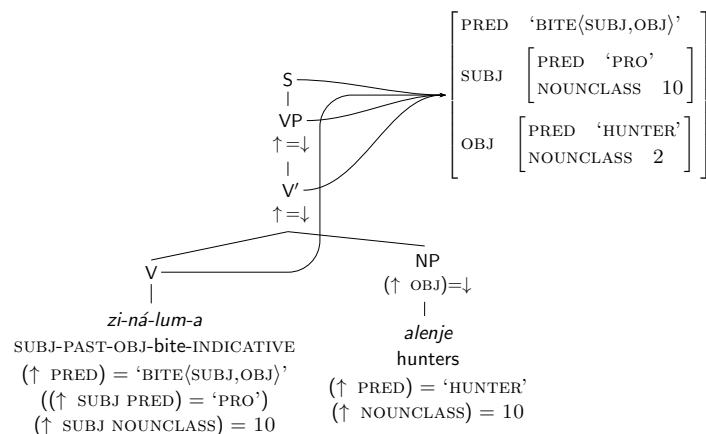 PRED ‘BITE⟨SUBJ,OBJ⟩’
SUBJ PRED ‘PRO’
NOUNCLASS 10
OBJ PRED ‘HUNTER’
NOUNCLASS 2
S
VP
↑=↓
V′
↑=↓
V
zi-ná-lum-a
SUBJ-PAST-OBJ-bite-INDICATIVE
(↑ PRED) = ‘BITE⟨SUBJ,OBJ⟩’
((↑ SUBJ PRED) = ‘PRO’)
(↑ SUBJ NOUNCLASS) = 10
NP
(↑ OBJ)=↓
alenje
hunters
(↑ PRED) = ‘HUNTER’
(↑ NOUNCLASS) = 10